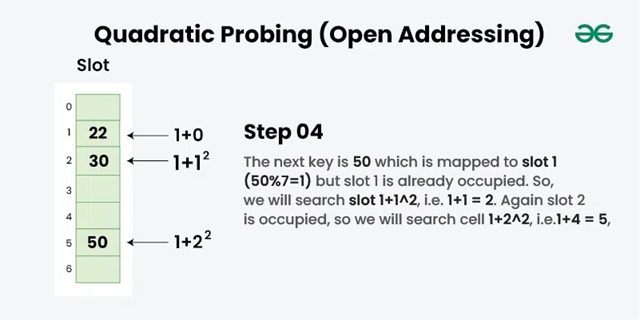 Quadratic Probing (Open Addressing)
Slot
0
1 22 1+0
2 30 1+1²
3
4
5 50 1+2²
6
Step 04
The next key is 50 which is mapped to slot 1
(50%7=1) but slot 1 is already occupied. So,
we will search slot 1+1^2, i.e. 1+1 = 2. Again slot 2
is occupied, so we will search cell 1+2^2, i.e.1+4 = 5,